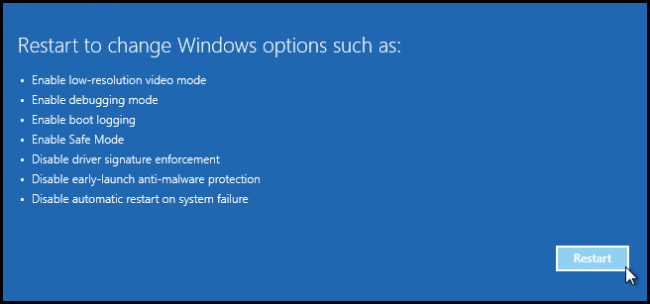 Restart to change Windows options such as:
• Enable low-resolution video mode
• Enable debugging mode
• Enable boot logging
• Enable Safe Mode
• Disable driver signature enforcement
• Disable early-launch anti-malware protection
• Disable automatic restart on system failure
Restart